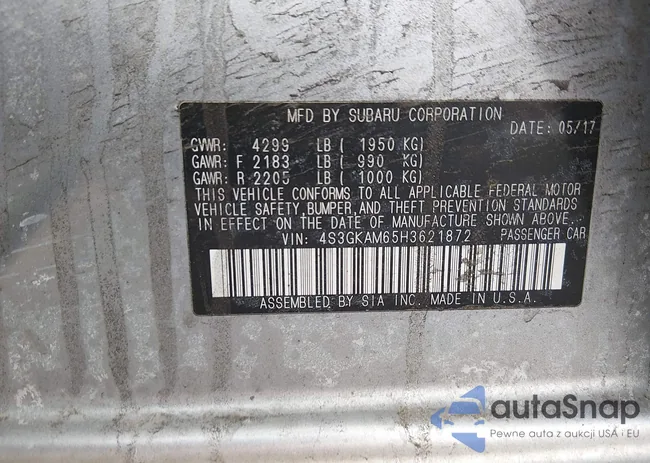 MFD BY SUBARU CORPORATION
DATE: 05/17
GVWR: 4299 LB ( 1950 KG)
GAWR: F 2183 LB ( 990 KG)
GAWR: R 2205 LB ( 1000 KG)
THIS VEHICLE CONFORMS TO ALL APPLICABLE FEDERAL MOTOR
VEHICLE SAFETY, BUMPER, AND THEFT PREVENTION STANDARDS
IN EFFECT ON THE DATE OF MANUFACTURE SHOWN ABOVE.
VIN: 4S3GKAM65H3621872 PASSENGER CAR
ASSEMBLED BY SIA INC. MADE IN U.S.A.
autaSnap
Pewne auta z aukcji USA i EU